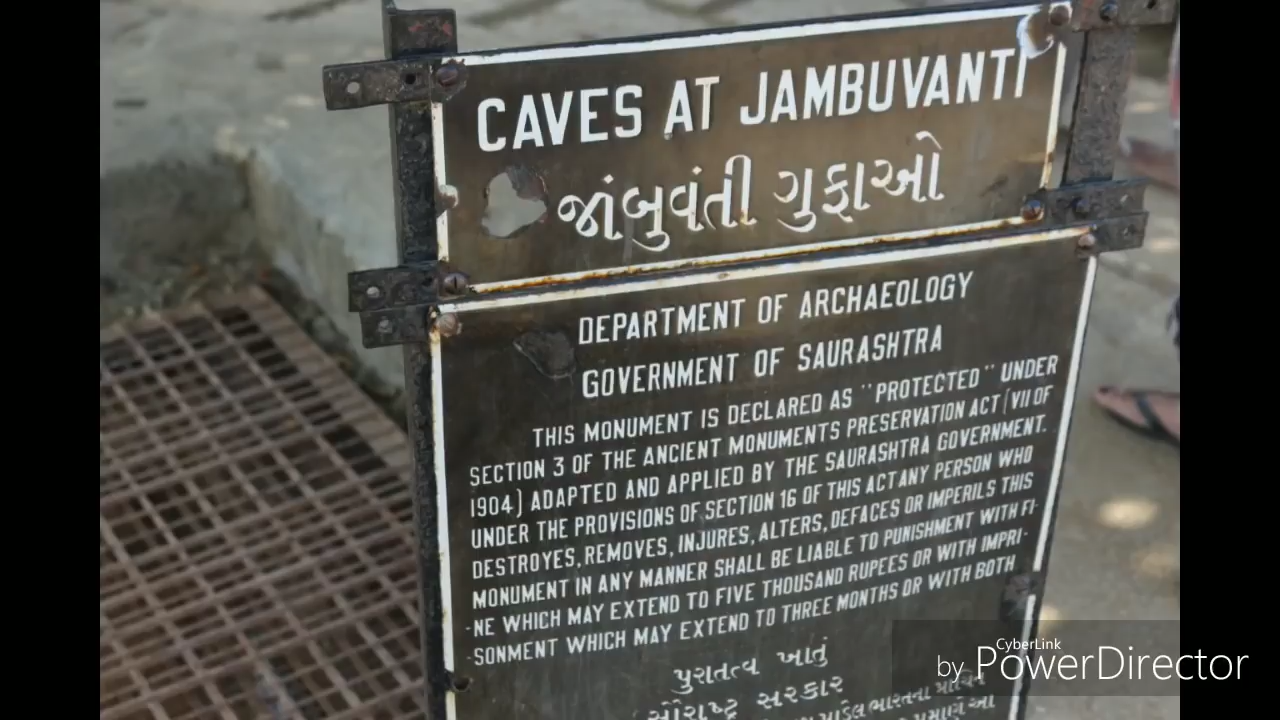 CAVES AT JAMBUVANTI
જાંબુવંતી ગુફાઓ
DEPARTMENT OF ARCHAEOLOGY
GOVERNMENT OF SAURASHTRA
THIS MONUMENT IS DECLARED AS "PROTECTED" UNDER
SECTION 3 OF THE ANCIENT MONUMENTS PRESERVATION ACT (VII OF
1904) ADAPTED AND APPLIED BY THE SAURASHTRA GOVERNMENT.
UNDER THE PROVISIONS OF SECTION 16 OF THIS ACT ANY PERSON WHO
DESTROYES, REMOVES, INJURES, ALTERS, DEFACES OR IMPERILS THIS
MONUMENT IN ANY MANNER SHALL BE LIABLE TO PUNISHMENT WITH FI-
-NE WHICH MAY EXTEND TO FIVE THOUSAND RUPEES OR WITH IMPRI-
-SONMENT WHICH MAY EXTEND TO THREE MONTHS OR WITH BOTH
પુરાતત્વ ખાતું
સૌરાષ્ટ્ર સરકાર
ભારતના
CyberLink
by PowerDirector